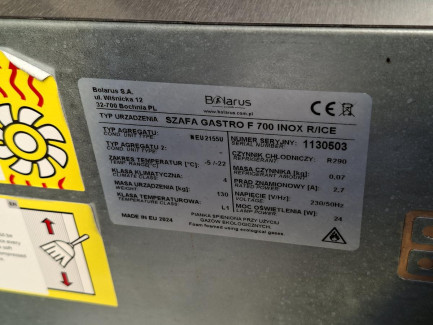 Bolarus S.A.
ul. Wiśnicka 12
32-700 Bochnia PL
Bolarus
www.bolarus.com.pl
CE
TYP URZĄDZENIA SZAFA GASTRO F 700 INOX R/ICE
TYP AGREGATU:
COND. UNIT TYPE
NUMER SERYJNY: 1130503
SERIAL NUMBER
TYP AGREGATU 2:
COND. UNIT TYPE -
CZYNNIK CHŁODNICZY: R290
REFRIGERANT
ZAKRES TEMPERATUR [°C]: -5 /-22
TEMP. RANGE [°C]
MASA CZYNNIKA [kg]: 0,07
REFRIGERANT AMOUNT
KLASA KLIMATYCZNA: 4
CLIMATE CLASS
PRĄD ZNAMIONOWY [A]: 2,7
RATED POWER
MASA URZĄDZENIA [kg]: 130
WEIGHT
NAPIĘCIE [V/Hz]: 230/50Hz
VOLTAGE
KLASA TEMPERATUROWA: L1
TEMPERATURE CLASS
MOC OŚWIETLENIA [W]: 24
LAMP POWER
MADE IN EU 2024
PIANKA SPIENIONA PRZY UŻYCIU
GAZÓW EKOLOGICZNYCH
Foam foamed using ecological gases